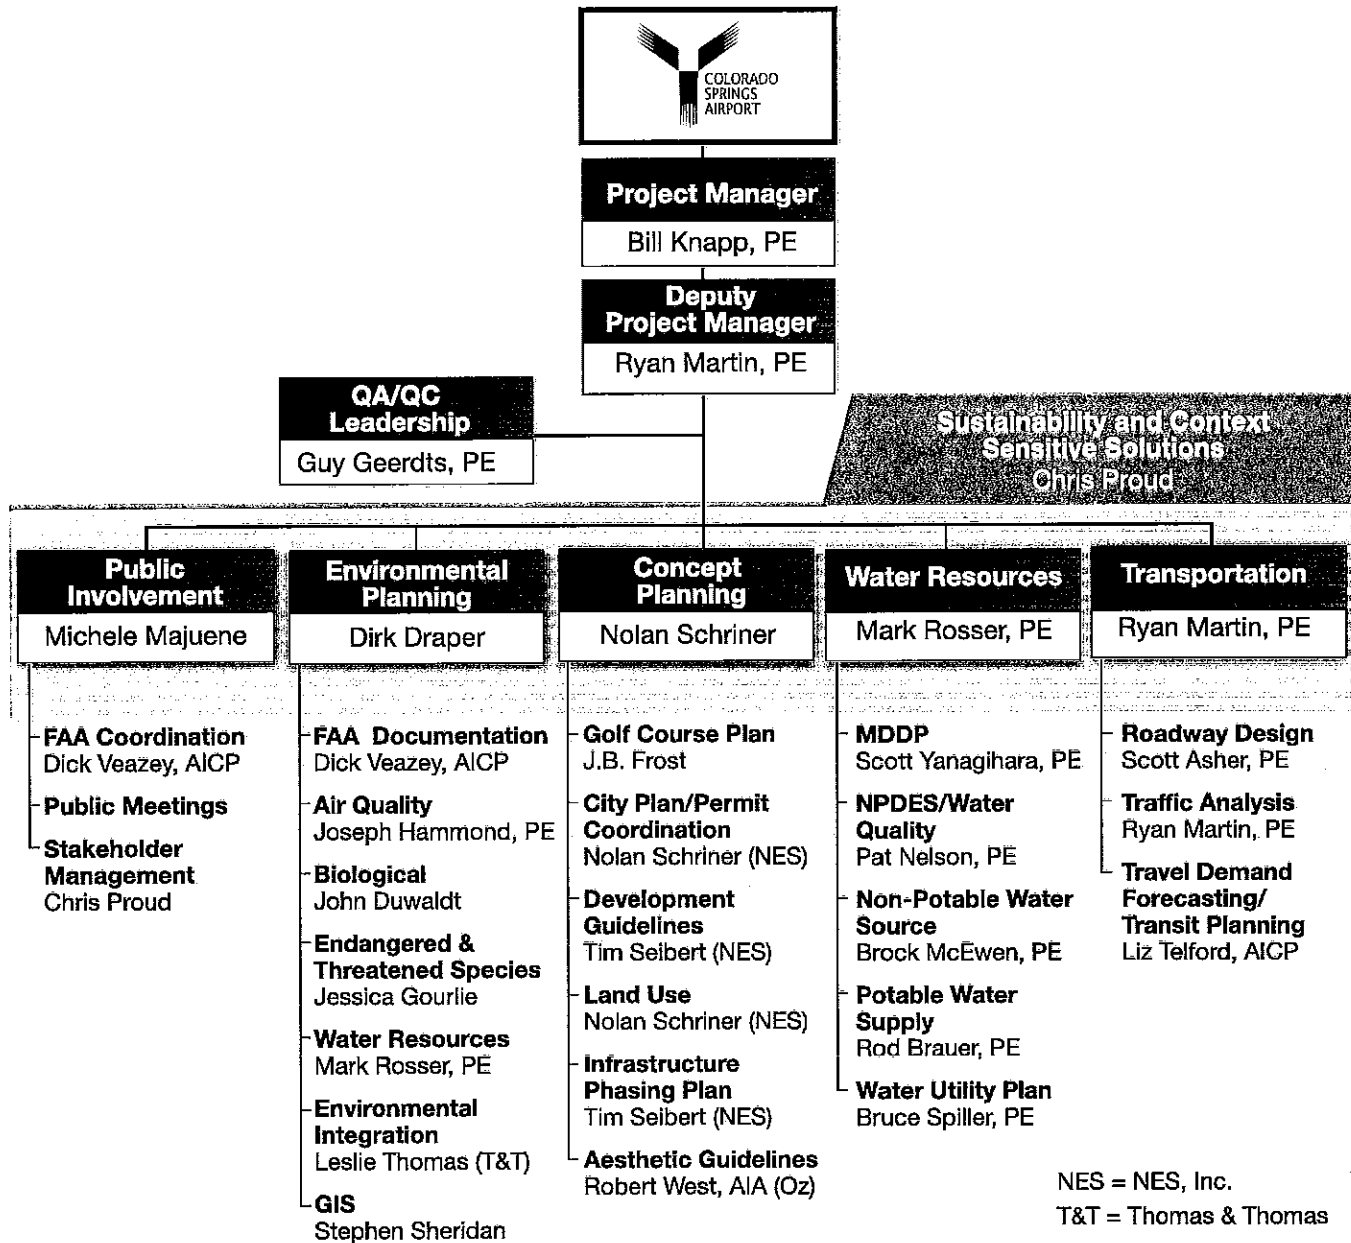 COLORADO
SPRINGS
AIRPORT
Project Manager
Bill Knapp, PE
Deputy
Project Manager
Ryan Martin, PE
QA/QC
Leadership
Guy Geerdts, PE
Sustainability and Context
Sensitive Solutions
Chris Proud
Public
Involvement
Michele Majuene
FAA Coordination
Dick Veazey, AICP
Public Meetings
Stakeholder
Management
Chris Proud
Environmental
Planning
Dirk Draper
FAA Documentation
Dick Veazey, AICP
Air Quality
Joseph Hammond, PE
Biological
John Duwaldt
Endangered &
Threatened Species
Jessica Gourlie
Water Resources
Mark Rosser, PE
Environmental
Integration
Leslie Thomas (T&T)
GIS
Stephen Sheridan
Concept
Planning
Nolan Schriner
Golf Course Plan
J.B. Frost
City Plan/Permit
Coordination
Nolan Schriner (NES)
Development
Guidelines
Tim Seibert (NES)
Land Use
Nolan Schriner (NES)
Infrastructure
Phasing Plan
Tim Seibert (NES)
Aesthetic Guidelines
Robert West, AIA (Oz)
Water Resources
Mark Rosser, PE
MDDP
Scott Yanagihara, PE
NPDES/Water
Quality
Pat Nelson, PE
Non-Potable Water
Source
Brock McEwen, PE
Potable Water
Supply
Rod Brauer, PE
Water Utility Plan
Bruce Spiller, PE
Transportation
Ryan Martin, PE
Roadway Design
Scott Asher, PE
Traffic Analysis
Ryan Martin, PE
Travel Demand
Forecasting/
Transit Planning
Liz Telford, AICP
NES = NES, Inc.
T&T = Thomas & Thomas